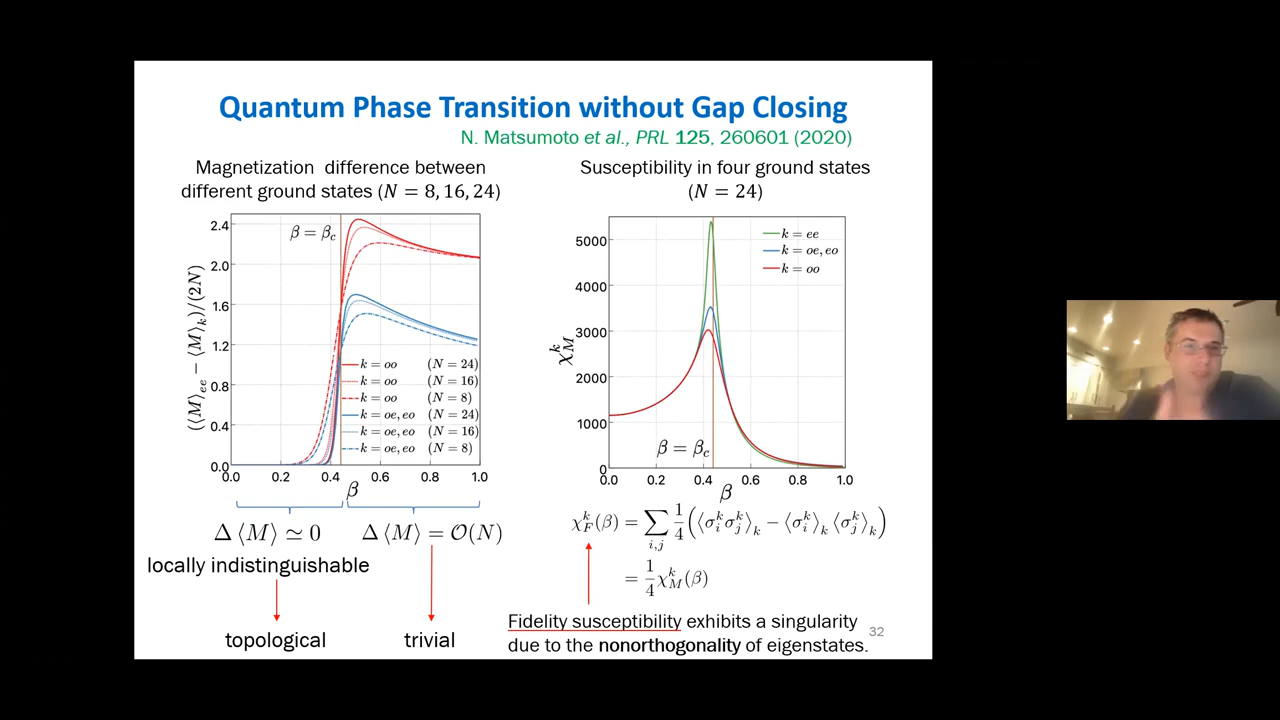 Quantum Phase Transition without Gap Closing
N. Matsumoto et al., PRL 125, 260601 (2020)
Magnetization difference between
different ground states (N = 8, 16, 24)
β = β_c
(⟨M⟩_ee − ⟨M⟩_k)/(2N)
2.4
2.0
1.6
1.2
0.8
0.4
0.0
k = oo (N = 24)
k = oo (N = 16)
k = oo (N = 8)
k = oe, eo (N = 24)
k = oe, eo (N = 16)
k = oe, eo (N = 8)
0.0 0.2 0.4 0.6 0.8 1.0
β
Δ⟨M⟩ ≃ 0
Δ⟨M⟩ = O(N)
locally indistinguishable
topological
trivial
Susceptibility in four ground states
(N = 24)
k = ee
k = oe, eo
k = oo
χ_M^k
5000
4000
3000
2000
1000
0
β = β_c
0.0 0.2 0.4 0.6 0.8 1.0
β
χ_F^k(β) = ∑_{i,j} 1/4 (⟨σ_i^k σ_j^k⟩_k − ⟨σ_i^k⟩_k ⟨σ_j^k⟩_k)
= 1/4 χ_M^k(β)
Fidelity susceptibility exhibits a singularity
due to the nonorthogonality of eigenstates.
32